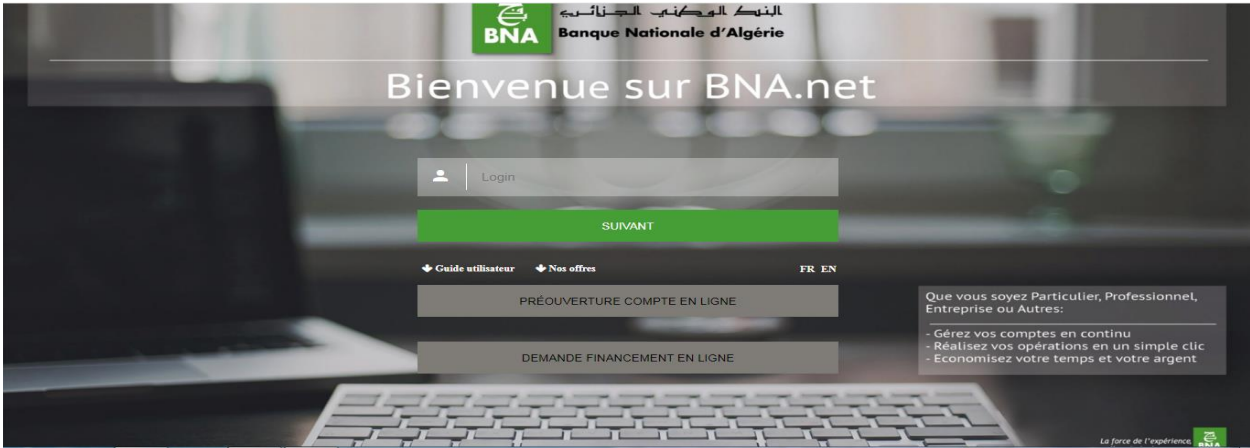 البنك الوطني الجزائري
BNA Banque Nationale d'Algérie
Bienvenue sur BNA.net
Login
SUIVANT
Guide utilisateur Nos offres FR EN
PRÉOUVERTURE COMPTE EN LIGNE
DEMANDE FINANCEMENT EN LIGNE
Que vous soyez Particulier, Professionnel,
Entreprise ou Autres:
- Gérez vos comptes en continu
- Réalisez vos opérations en un simple clic
- Economisez votre temps et votre argent
La force de l'expérience,
BNA